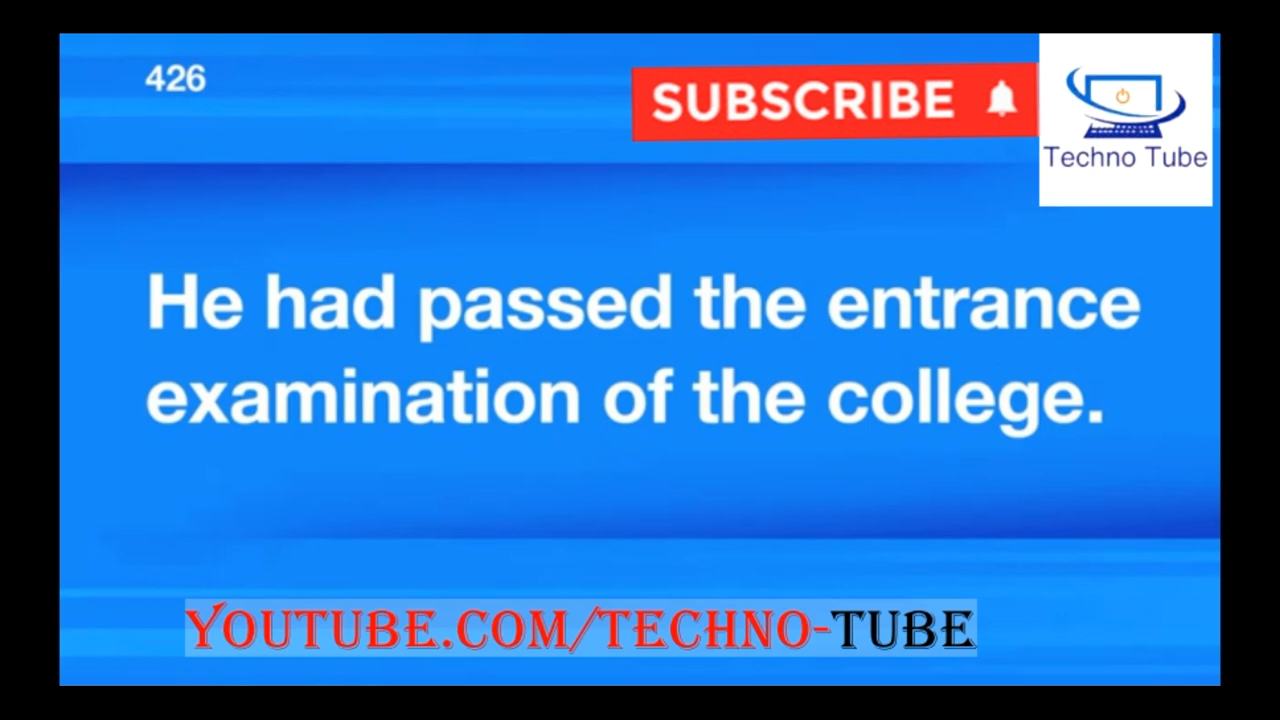 426
SUBSCRIBE
Techno Tube
He had passed the entrance
examination of the college.
YOUTUBE.COM/TECHNO-TUBE